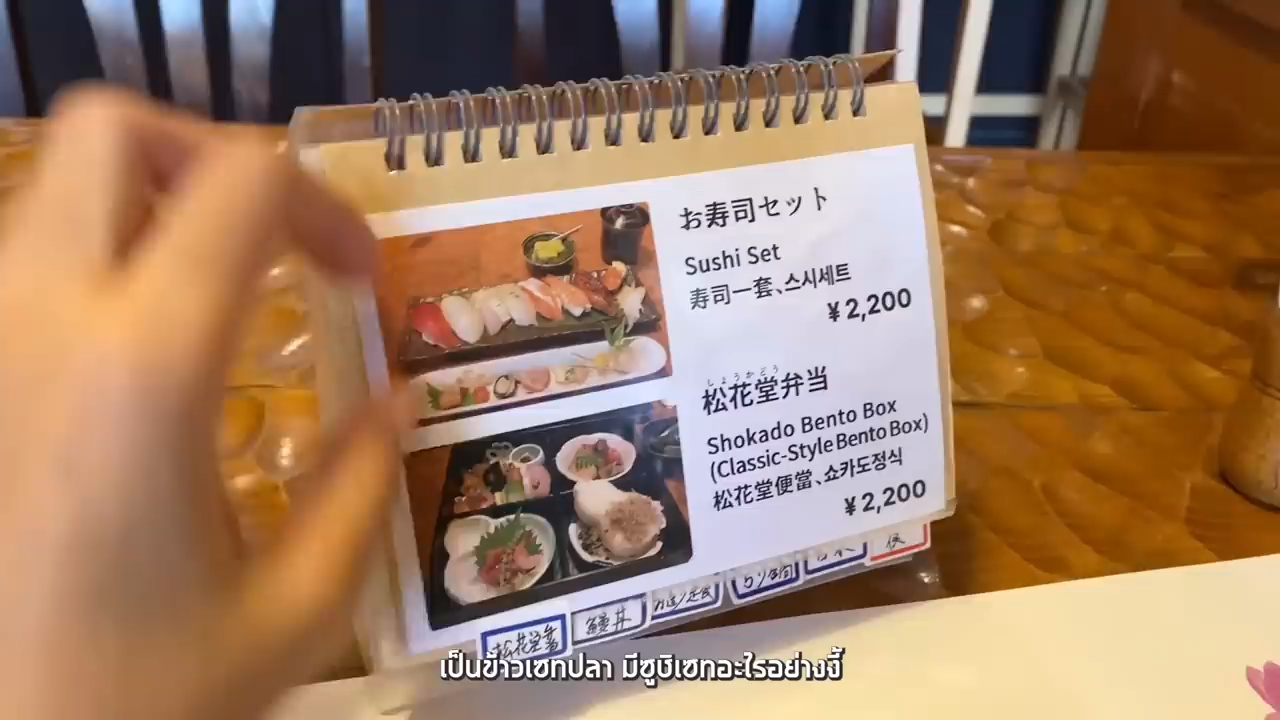 お寿司セット
Sushi Set
寿司一套、스시세트
¥2,200
しょうかどう
松花堂弁当
Shokado Bento Box
(Classic-Style Bento Box)
松花堂便當、쇼카도정식
¥2,200
鰻丼
เป็นข้าวเซทปลา มีซูชิเซทอะไรอย่างงี้